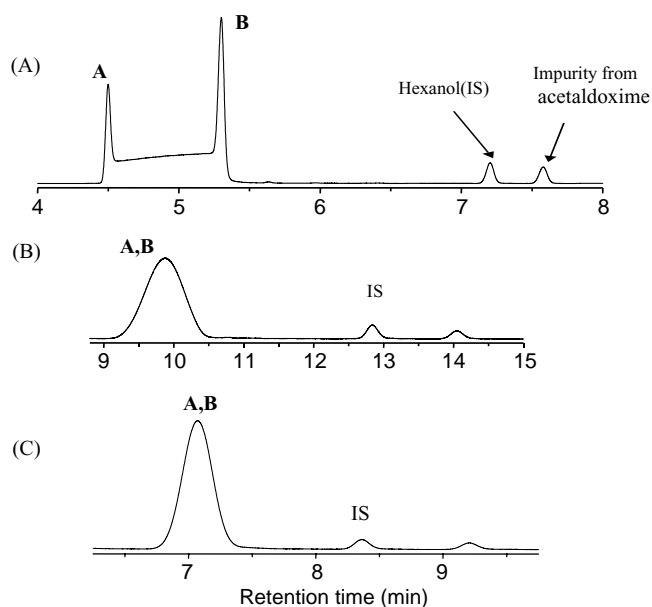 (A)
A
B
Hexanol(IS)
Impurity from
acetaldoxime
4 5 6 7 8
(B)
A,B
IS
9 10 11 12 13 14 15
(C)
A,B
IS
7 8 9
Retention time (min)